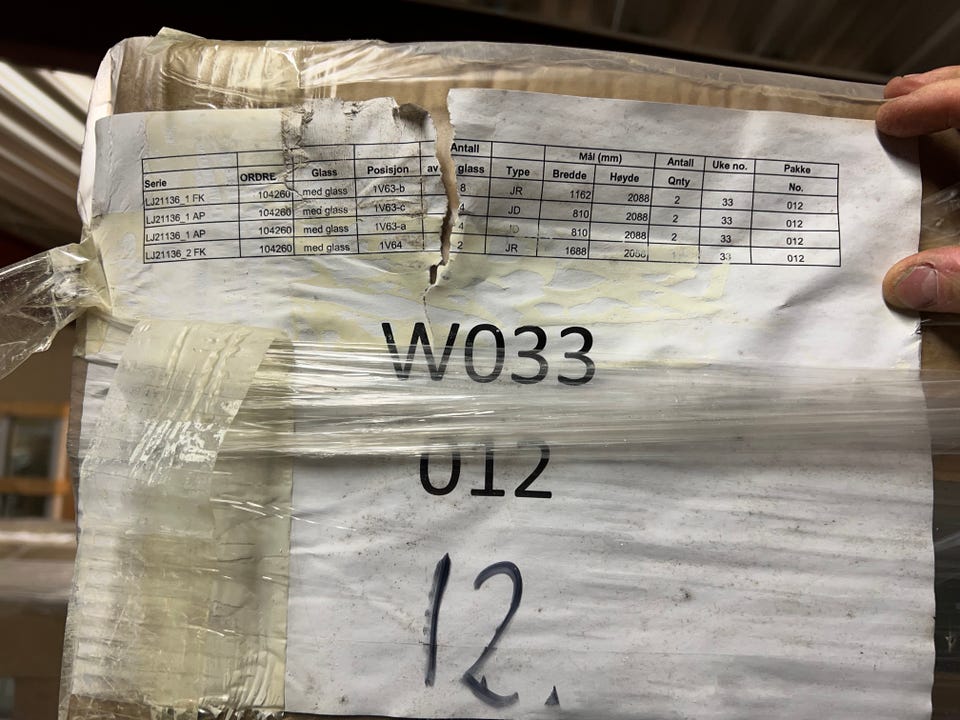 Antall Mål (mm) Antall Uke no. Pakke
Serie ORDRE Glass Posisjon av glass Type Bredde Høyde Qnty No.
LJ21136_1 FK 104260 med glass 1V63-b 8 JR 1162 2088 2 33 012
LJ21136_1 AP 104260 med glass 1V63-c 4 JD 810 2088 2 33 012
LJ21136_1 AP 104260 med glass 1V63-a 4 JD 810 2088 2 33 012
LJ21136_2 FK 104260 med glass 1V64 2 JR 1688 33 012
W033
012
12.